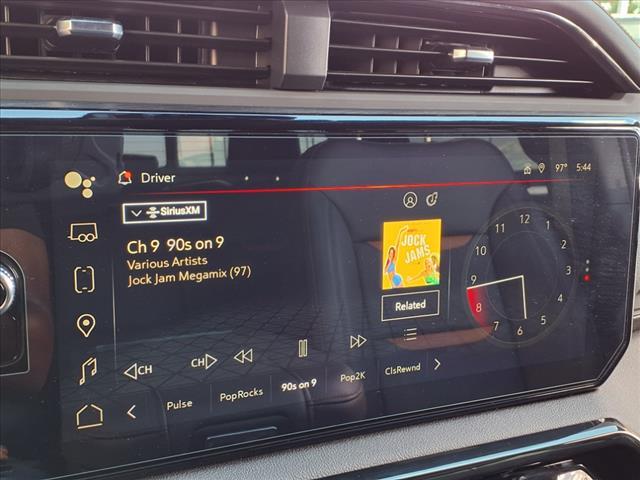 Driver
97° 5:44
SiriusXM
Ch 9 90s on 9
Various Artists
Jock Jam Megamix (97)
JOCK
JAMS
Related
12
11
1
10
2
9
3
8
4
7
5
6
CH
CH
Pulse
PopRocks
90s on 9
Pop2K
ClsRewnd